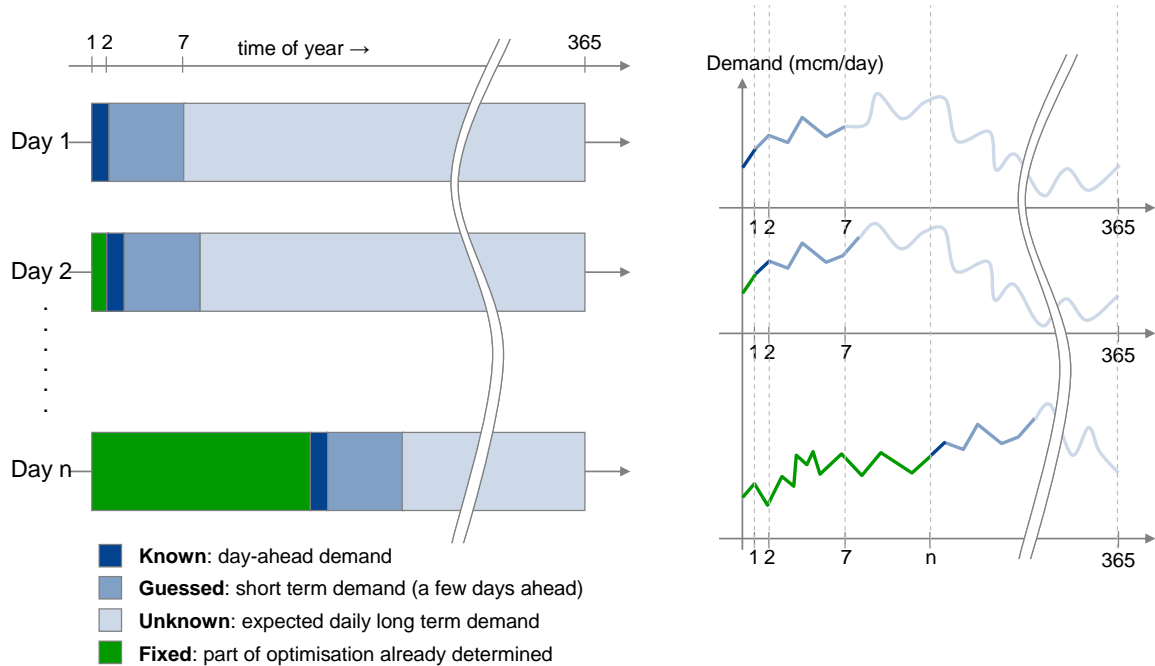 1 2 7 time of year → 365
Day 1
Day 2
.
.
.
.
.
.
Day n
Known: day-ahead demand
Guessed: short term demand (a few days ahead)
Unknown: expected daily long term demand
Fixed: part of optimisation already determined
Demand (mcm/day)
1 2 7 365
1 2 7 365
1 2 7 n 365